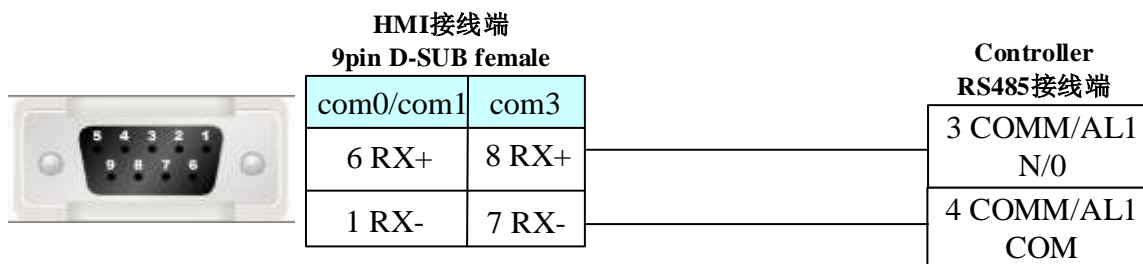 HMI接线端
9pin D-SUB female
Controller
RS485接线端
com0/com1 com3
6 RX+ 8 RX+
1 RX- 7 RX-
3 COMM/AL1
N/0
4 COMM/AL1
COM
5 4 3 2 1
9 8 7 6